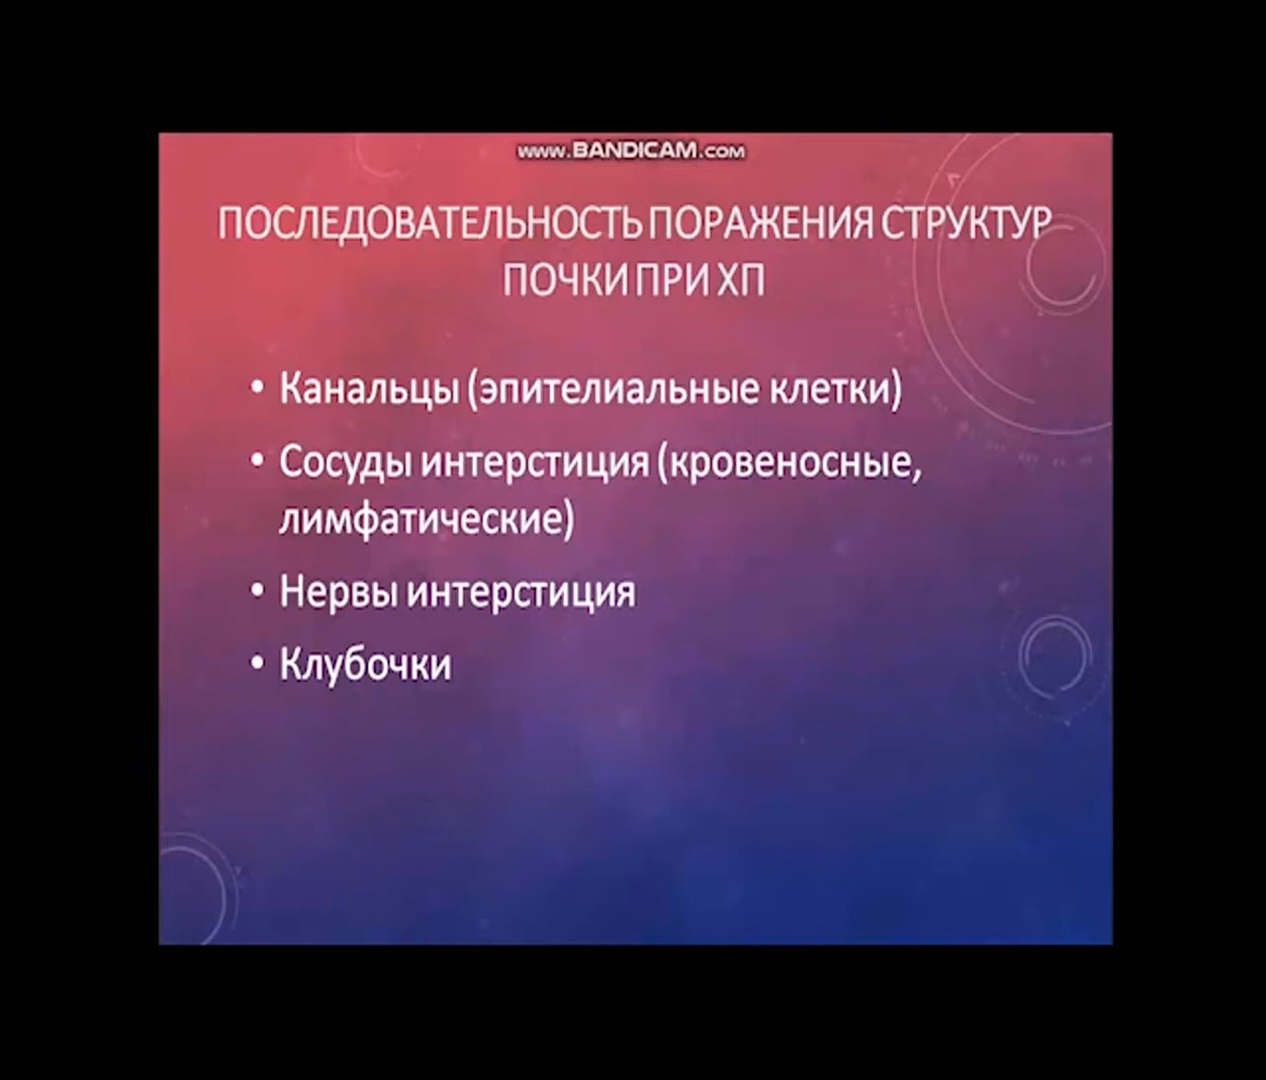 www.BANDICAM.com
ПОСЛЕДОВАТЕЛЬНОСТЬ ПОРАЖЕНИЯ СТРУКТУР
ПОЧКИ ПРИ ХП
• Канальцы (эпителиальные клетки)
• Сосуды интерстиция (кровеносные,
лимфатические)
• Нервы интерстиция
• Клубочки